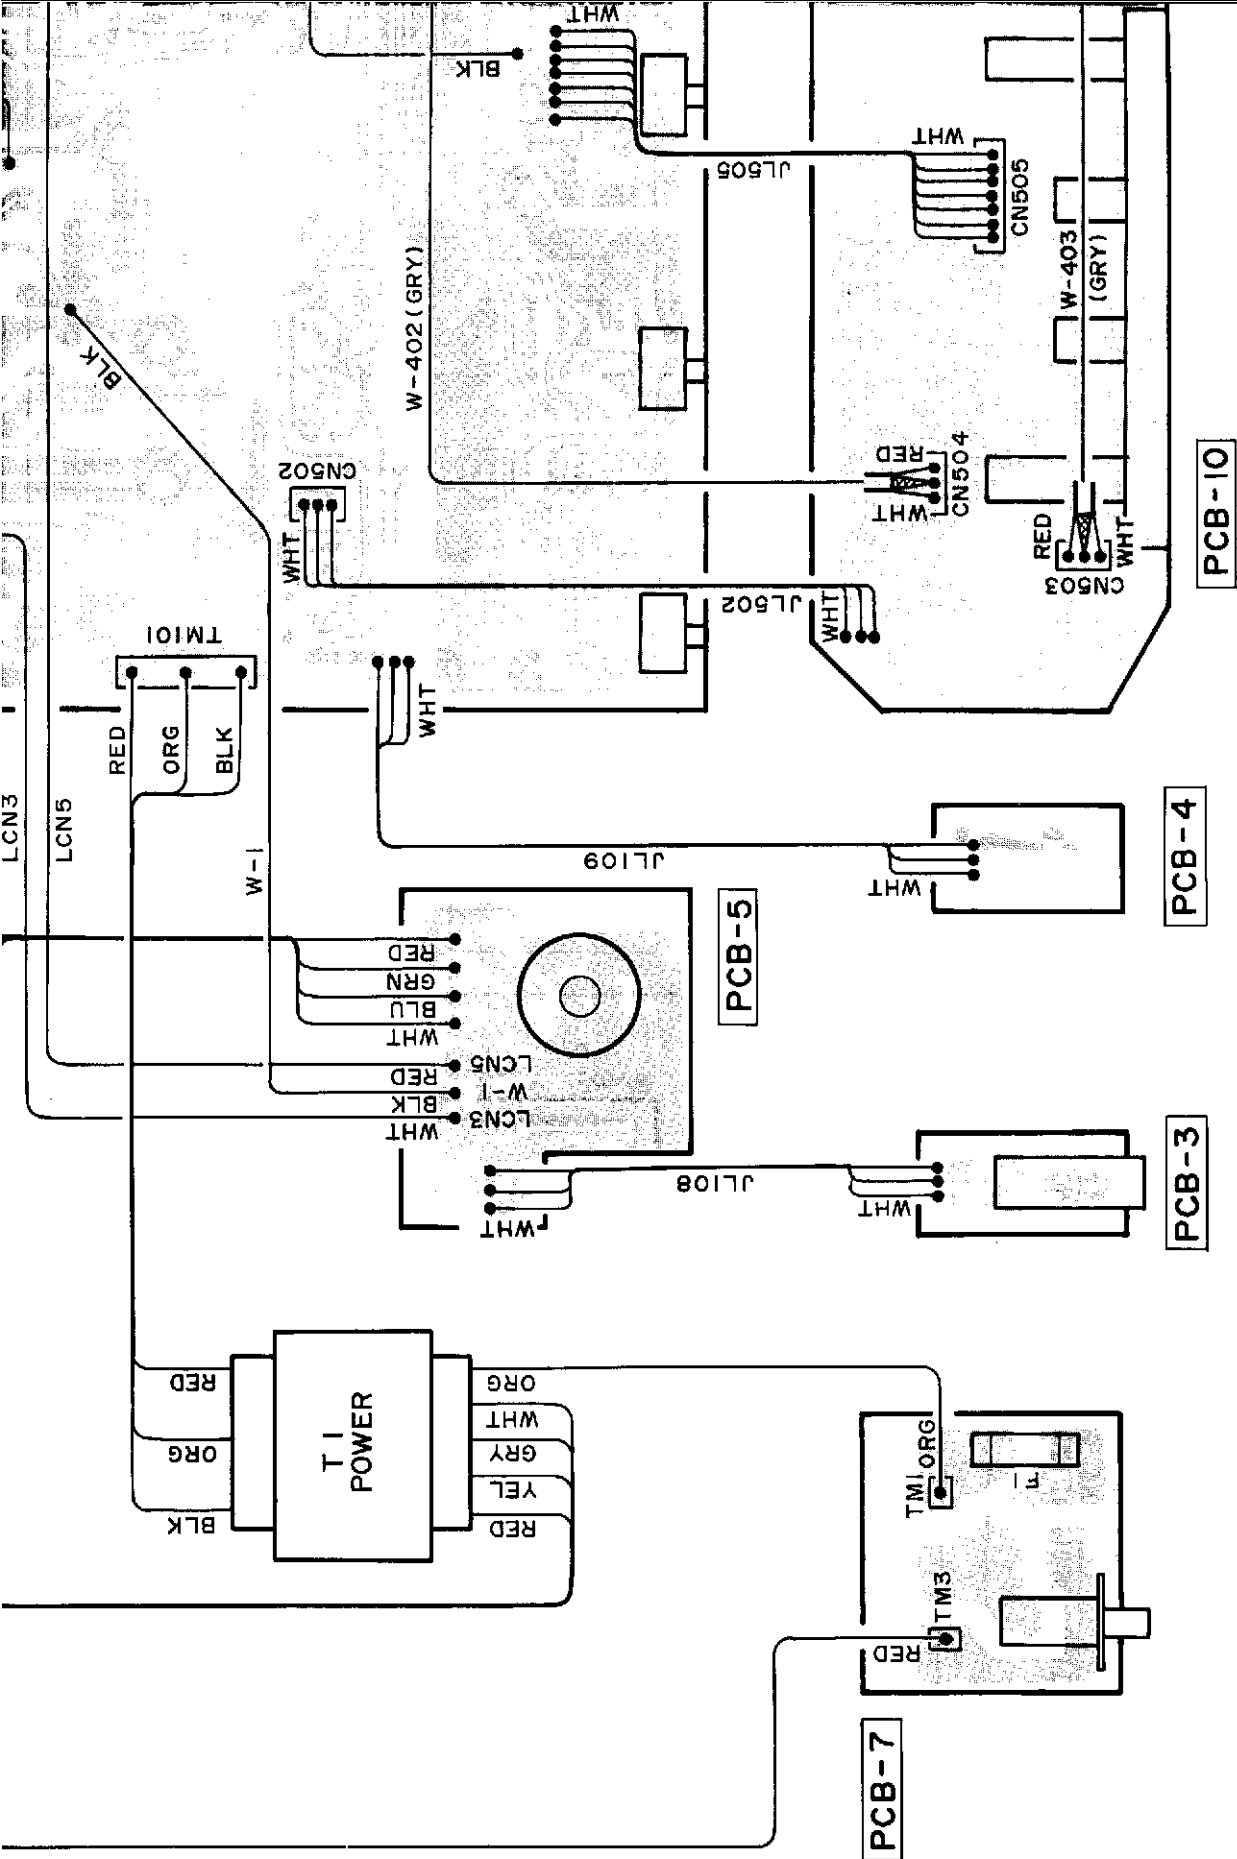 WHT
BLK
JL505
WHT
CN505
W-402 (GRY)
W-403
(GRY)
BLK
CN502
WHT
RED
CN504
WHT
RED
CN503
WHT
PCB-10
JL502
WHT
TM101
RED
ORG
BLK
WHT
LCN3
LCN5
W-1
JL109
WHT
PCB-4
PCB-5
RED
GRN
BLU
WHT
LCN5
RED
W-1
BLK
LCN3
WHT
WHT
JL108
WHT
PCB-3
RED
ORG
BLK
T1
POWER
ORG
WHT
GRY
YEL
RED
TM1
ORG
F1
TM3
RED
PCB-7